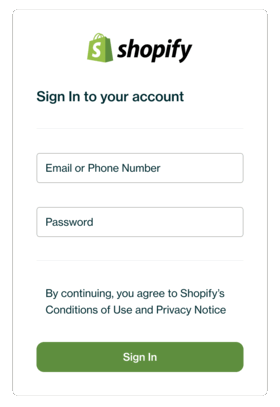 shopify
Sign In to your account
Email or Phone Number
Password
By continuing, you agree to Shopify's
Conditions of Use and Privacy Notice
Sign In